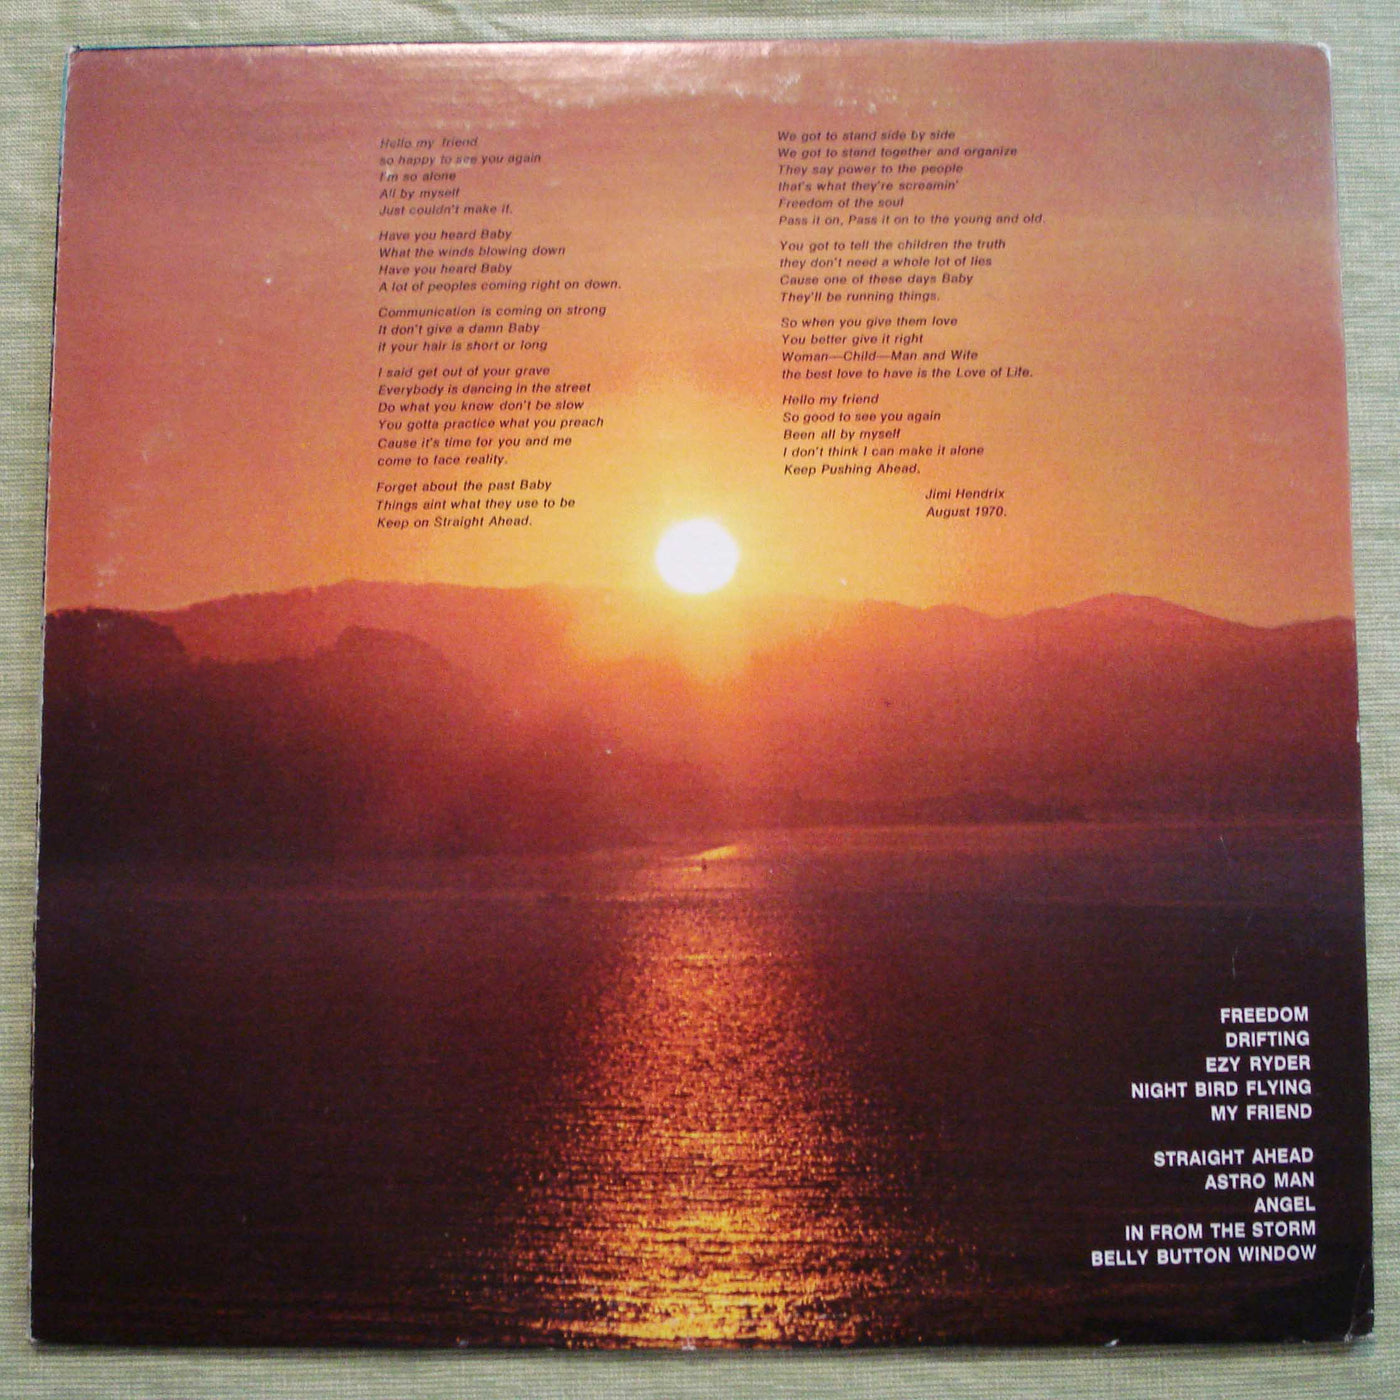 Hello my friend
so happy to see you again
I'm so alone
All by myself
Just couldn't make it.
Have you heard Baby
What the winds blowing down
Have you heard Baby
A lot of peoples coming right on down.
Communication is coming on strong
It don't give a damn Baby
if your hair is short or long
I said get out of your grave
Everybody is dancing in the street
Do what you know don't be slow
You gotta practice what you preach
Cause it's time for you and me
come to face reality.
Forget about the past Baby
Things aint what they use to be
Keep on Straight Ahead.
We got to stand side by side
We got to stand together and organize
They say power to the people
that's what they're screamin'
Freedom of the soul
Pass it on, Pass it on to the young and old.
You got to tell the children the truth
they don't need a whole lot of lies
Cause one of these days Baby
They'll be running things.
So when you give them love
You better give it right
Woman—Child—Man and Wife
the best love to have is the Love of Life.
Hello my friend
So good to see you again
Been all by myself
I don't think I can make it alone
Keep Pushing Ahead.
Jimi Hendrix
August 1970.
FREEDOM
DRIFTING
EZY RYDER
NIGHT BIRD FLYING
MY FRIEND
STRAIGHT AHEAD
ASTRO MAN
ANGEL
IN FROM THE STORM
BELLY BUTTON WINDOW